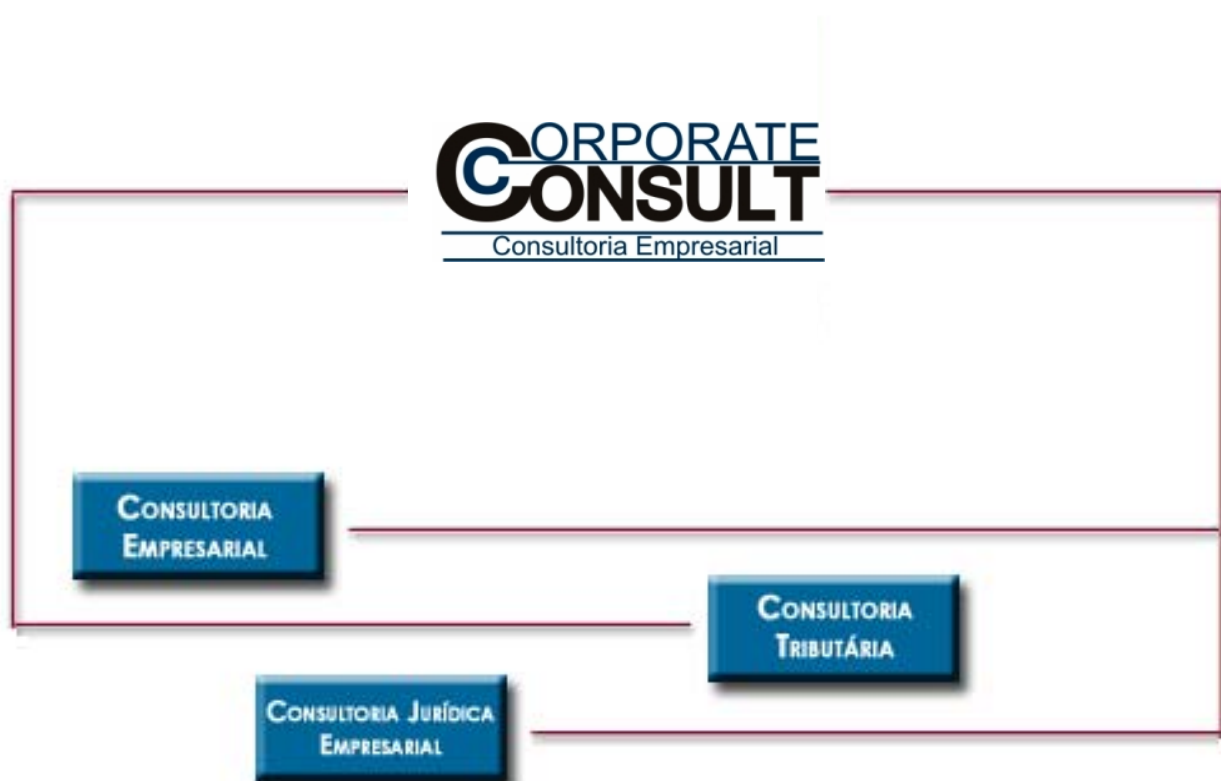 CORPORATE
CONSULT
Consultoria Empresarial
CONSULTORIA
EMPRESARIAL
CONSULTORIA
TRIBUTÁRIA
CONSULTORIA JURÍDICA
EMPRESARIAL